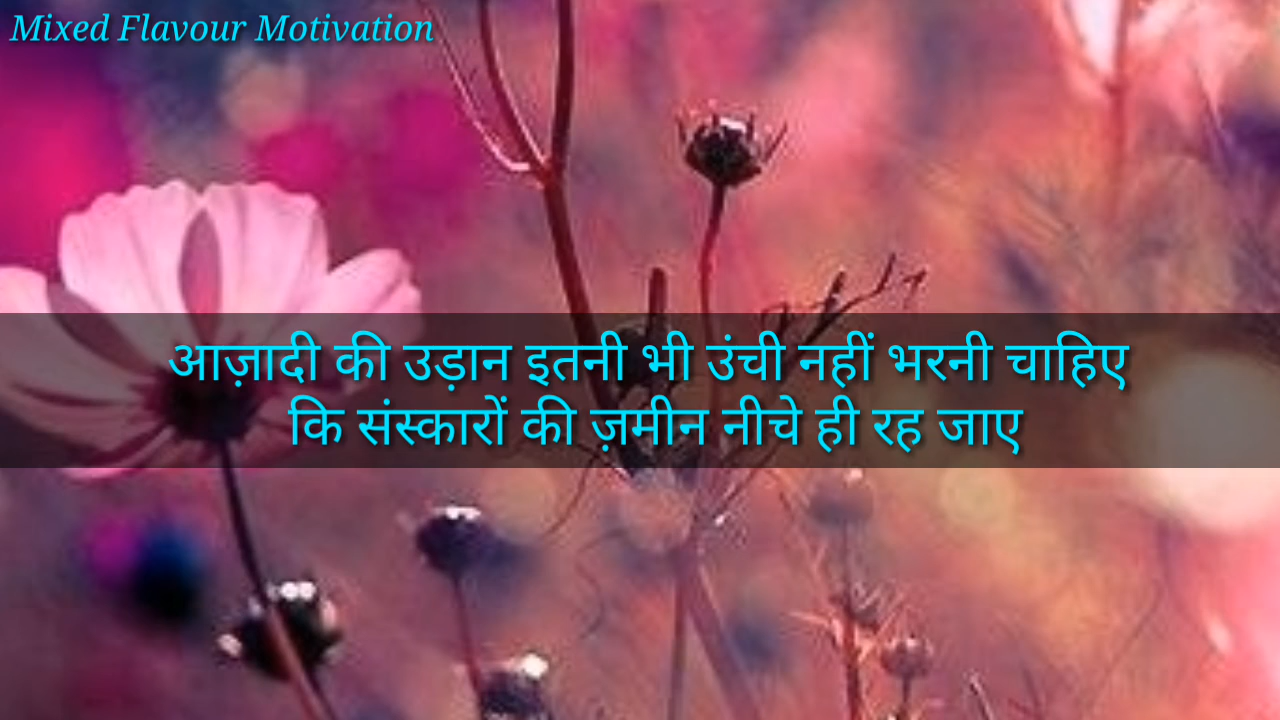 Mixed Flavour Motivation
आज़ादी की उड़ान इतनी भी उंची नहीं भरनी चाहिए
कि संस्कारों की ज़मीन नीचे ही रह जाए